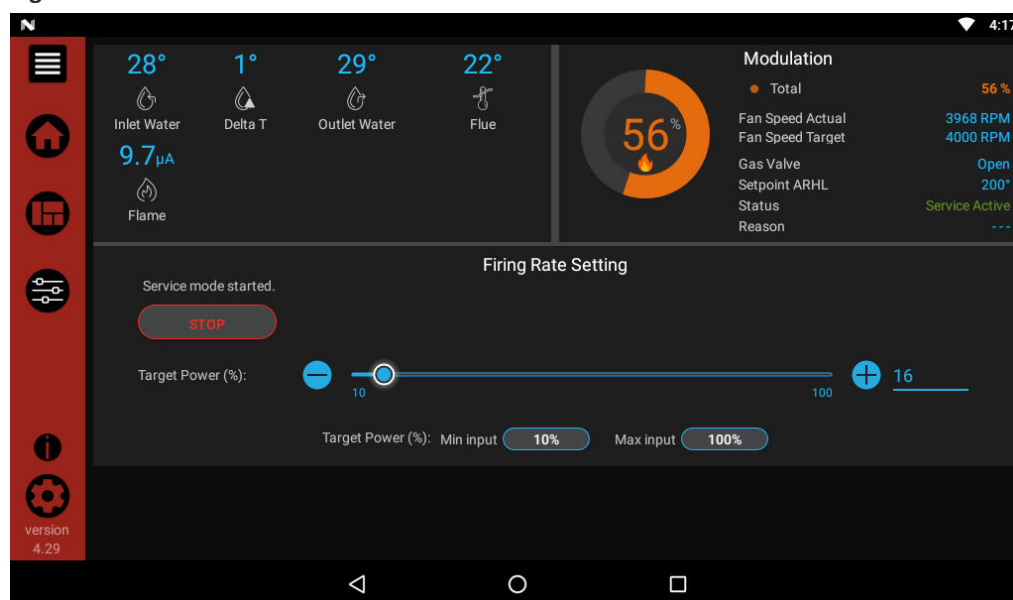 4:17
28° 1° 29° 22°
Inlet Water Delta T Outlet Water Flue
9.7µA
Flame
Modulation
Total 56 %
56%
Fan Speed Actual 3968 RPM
Fan Speed Target 4000 RPM
Gas Valve Open
Setpoint ARHL 200°
Status Service Active
Reason ---
Firing Rate Setting
Service mode started.
STOP
Target Power (%): 16
10 100
Target Power (%): Min input 10% Max input 100%
version
4.29